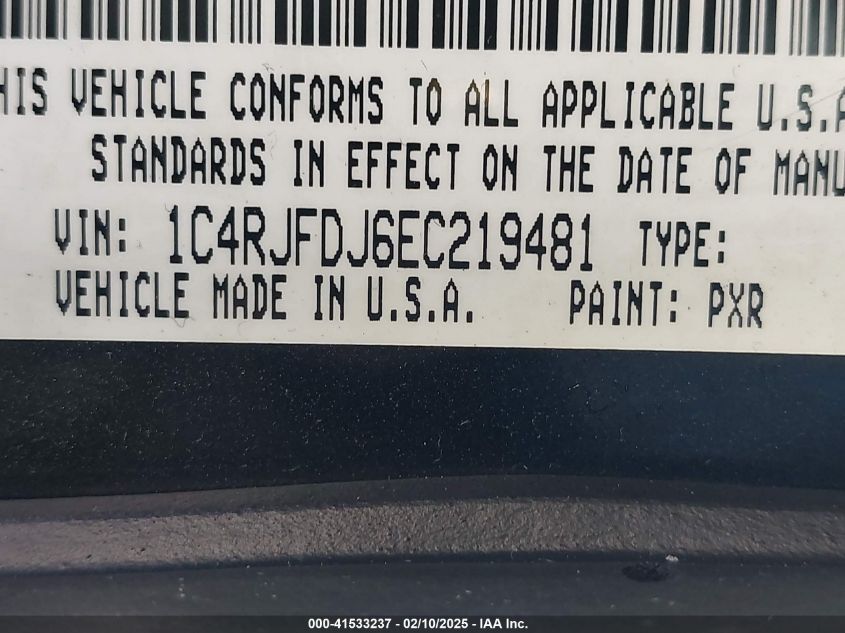 HIS VEHICLE CONFORMS TO ALL APPLICABLE U.S.A
STANDARDS IN EFFECT ON THE DATE OF MANU
VIN: 1C4RJFDJ6EC219481 TYPE:
VEHICLE MADE IN U.S.A. PAINT: PXR
000-41533237 - 02/10/2025 - IAA Inc.